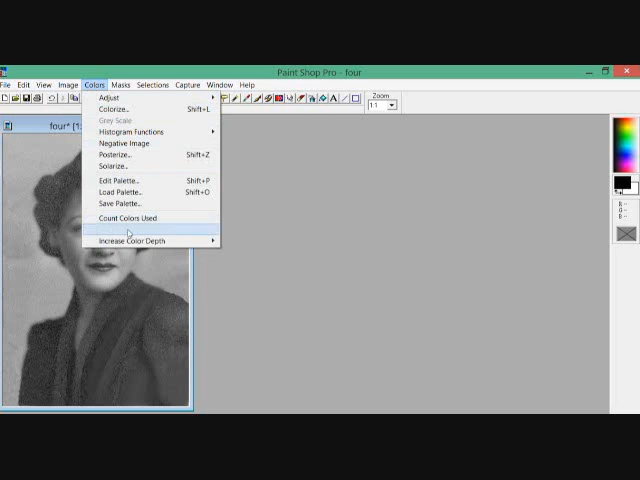 Paint Shop Pro - four
File Edit View Image Colors Masks Selections Capture Window Help
Zoom
1:1
four* [1:
Adjust
Colorize.. Shift+L
Grey Scale
Histogram Functions
Negative Image
Posterize... Shift+Z
Solarize..
Edit Palette... Shift+P
Load Palette... Shift+O
Save Palette...
Count Colors Used
Increase Color Depth
R --
G --
B --